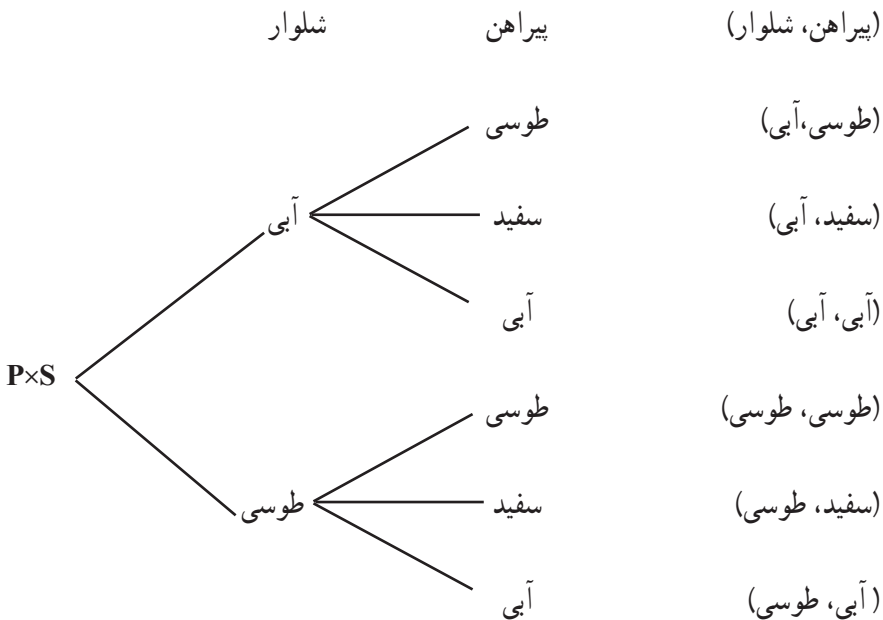 (پیراهن، شلوار) پیراهن شلوار
(طوسی،آبی) طوسی
(سفید، آبی) سفید آبی
(آبی، آبی) آبی
P×S
(طوسی، طوسی) طوسی
(سفید، طوسی) سفید طوسی
( آبی، طوسی) آبی